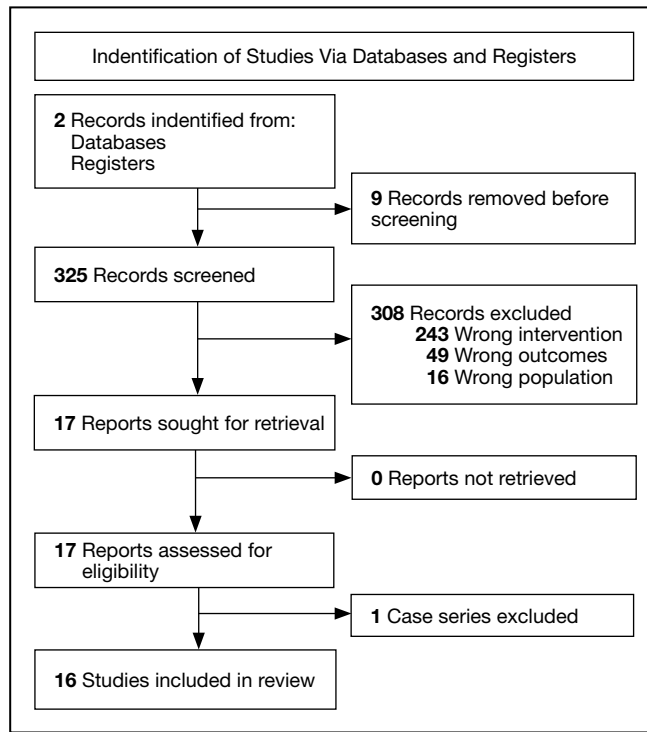 Indentification of Studies Via Databases and Registers
2 Records indentified from:
Databases
Registers
9 Records removed before
screening
325 Records screened
308 Records excluded
243 Wrong intervention
49 Wrong outcomes
16 Wrong population
17 Reports sought for retrieval
0 Reports not retrieved
17 Reports assessed for
eligibility
1 Case series excluded
16 Studies included in review